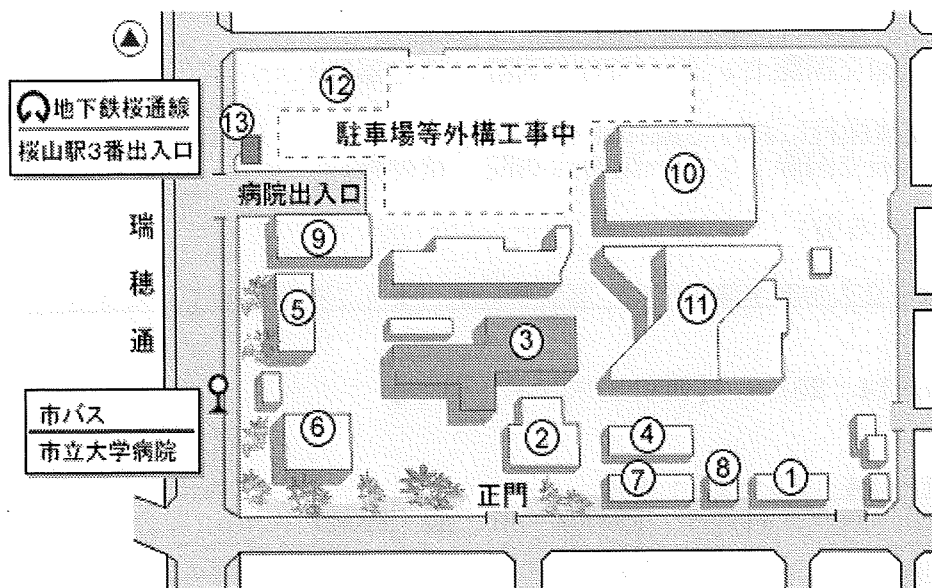 ⑫
⑬
地下鉄桜通線
桜山駅3番出入口
駐車場等外構工事中
⑩
病院出入口
瑞穂通
⑨
⑤
⑪
③
市バス
市立大学病院
⑥
②
④
⑦
⑧
①
正門